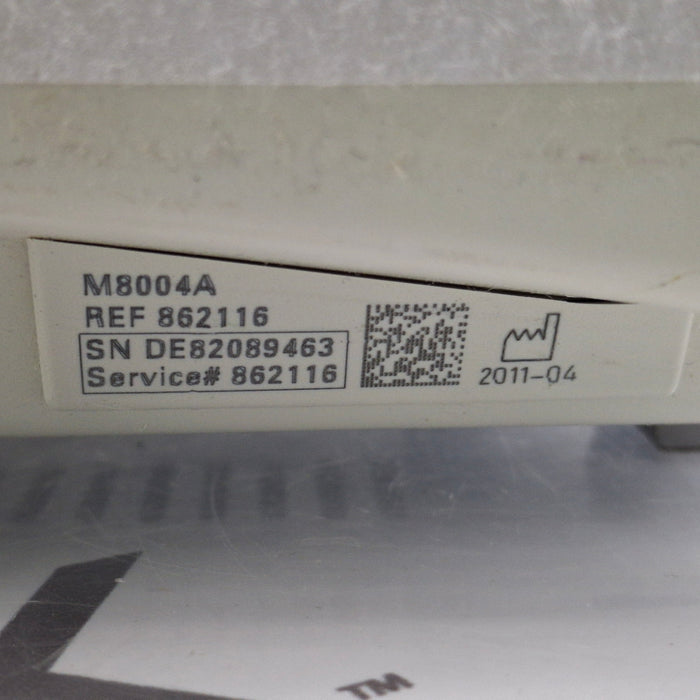 M8004A
REF 862116
SN DE82089463
Service# 862116
2011-04
TM